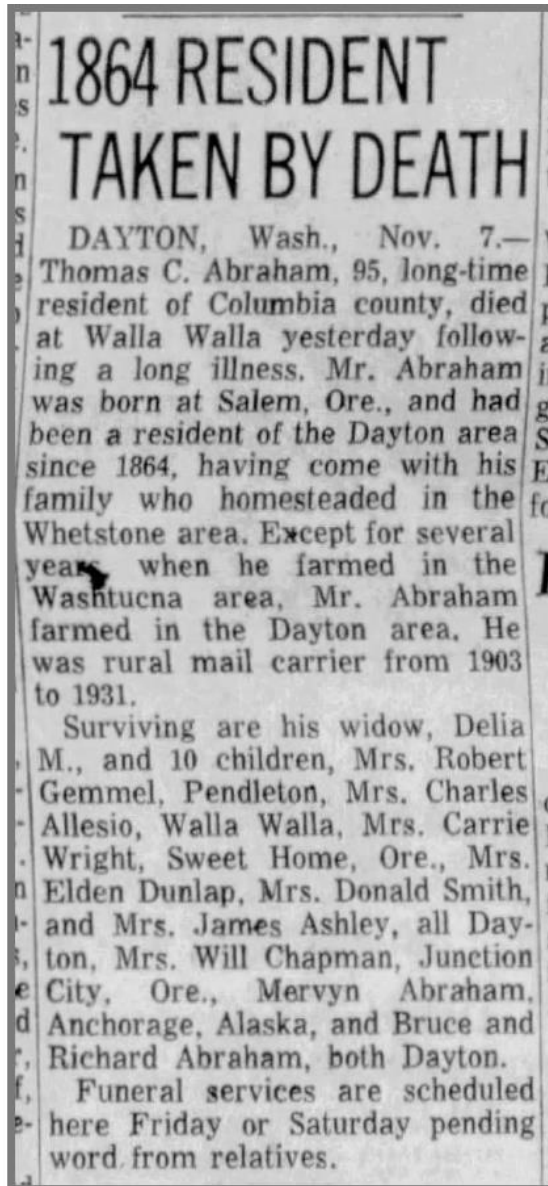 1864 RESIDENT
TAKEN BY DEATH
DAYTON, Wash., Nov. 7.—
Thomas C. Abraham, 95, long-time
resident of Columbia county, died
at Walla Walla yesterday follow-
ing a long illness. Mr. Abraham
was born at Salem, Ore., and had
been a resident of the Dayton area
since 1864, having come with his
family who homesteaded in the
Whetstone area. Except for several
years when he farmed in the
Washtucna area, Mr. Abraham
farmed in the Dayton area. He
was rural mail carrier from 1903
to 1931.
Surviving are his widow, Delia
M., and 10 children, Mrs. Robert
Gemmel, Pendleton, Mrs. Charles
Allesio, Walla Walla, Mrs. Carrie
Wright, Sweet Home, Ore., Mrs.
Elden Dunlap, Mrs. Donald Smith,
and Mrs. James Ashley, all Day-
ton, Mrs. Will Chapman, Junction
City, Ore., Mervyn Abraham,
Anchorage, Alaska, and Bruce and
Richard Abraham, both Dayton.
Funeral services are scheduled
here Friday or Saturday pending
word from relatives.